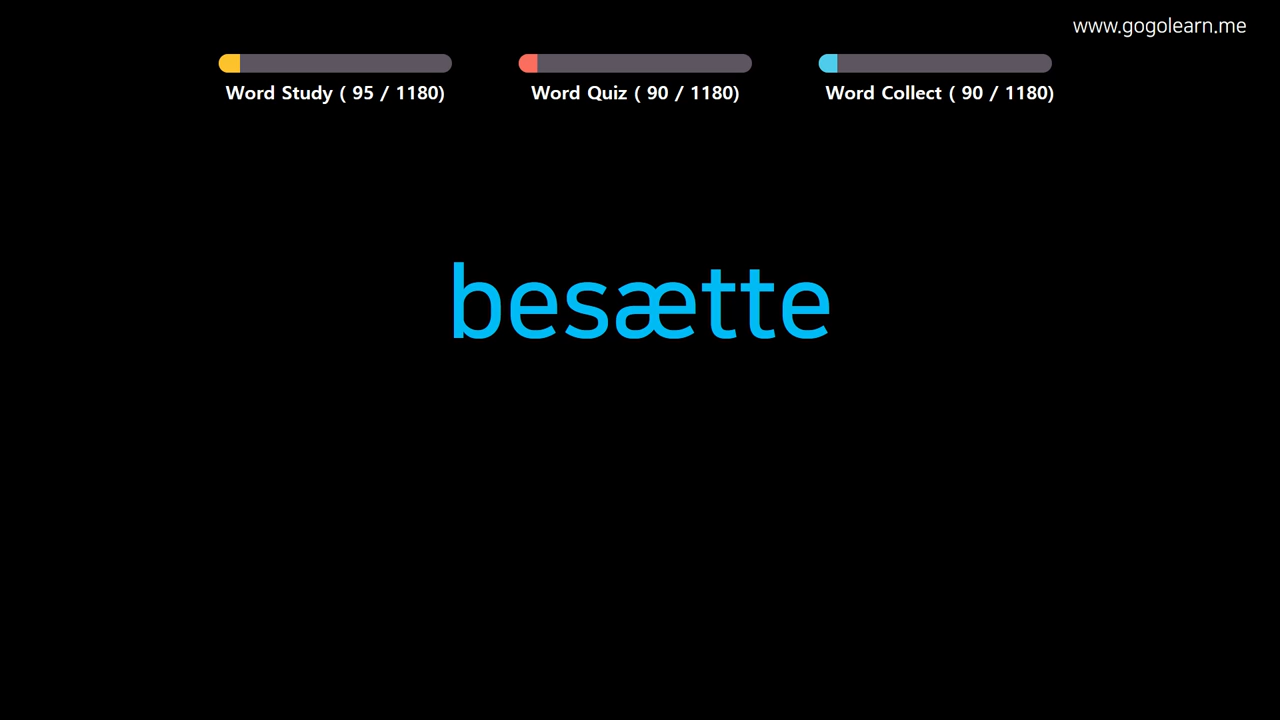 www.gogolearn.me
Word Study ( 95 / 1180)
Word Quiz ( 90 / 1180)
Word Collect ( 90 / 1180)
besætte